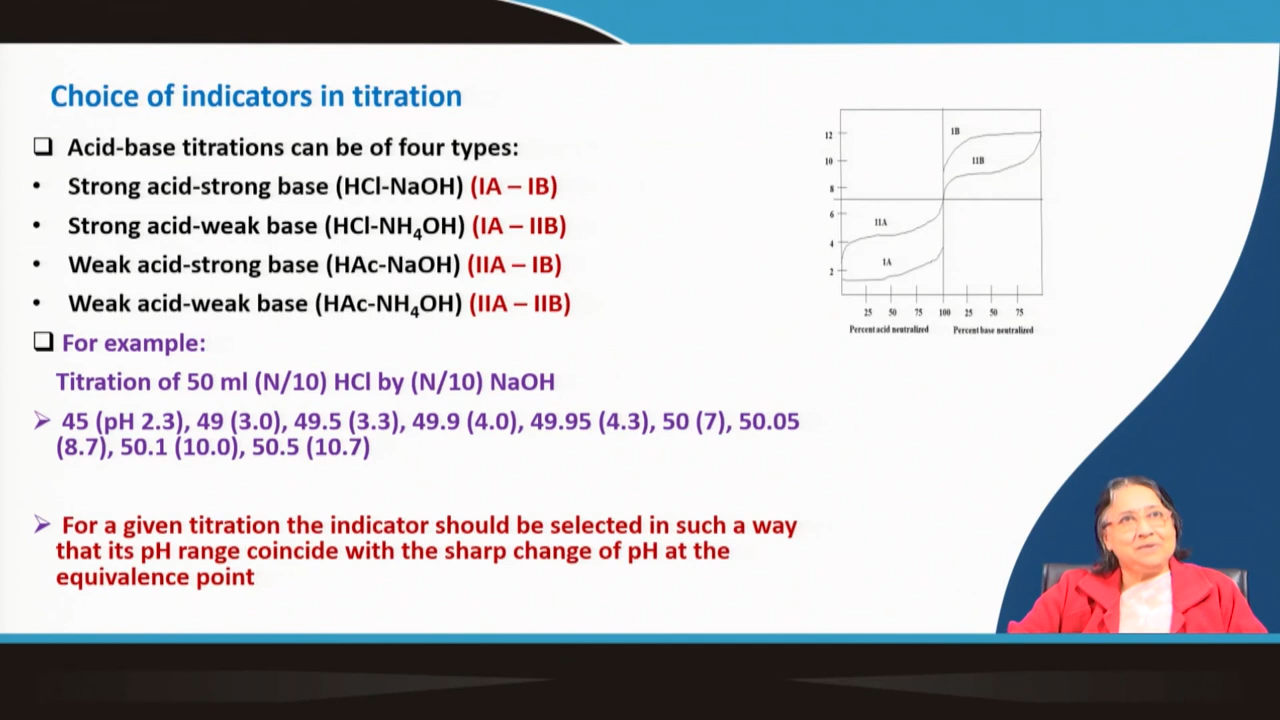 Choice of indicators in titration
❑ Acid-base titrations can be of four types:
• Strong acid-strong base (HCl-NaOH) (IA – IB)
• Strong acid-weak base (HCl-NH₄OH) (IA – IIB)
• Weak acid-strong base (HAc-NaOH) (IIA – IB)
• Weak acid-weak base (HAc-NH₄OH) (IIA – IIB)
❑ For example:
Titration of 50 ml (N/10) HCl by (N/10) NaOH
➢ 45 (pH 2.3), 49 (3.0), 49.5 (3.3), 49.9 (4.0), 49.95 (4.3), 50 (7), 50.05
(8.7), 50.1 (10.0), 50.5 (10.7)
➢ For a given titration the indicator should be selected in such a way
that its pH range coincide with the sharp change of pH at the
equivalence point
12
10
8
6
4
2
IB
IIB
IIA
IA
25 50 75 100 25 50 75
Percent acid neutralized Percent base neutralized